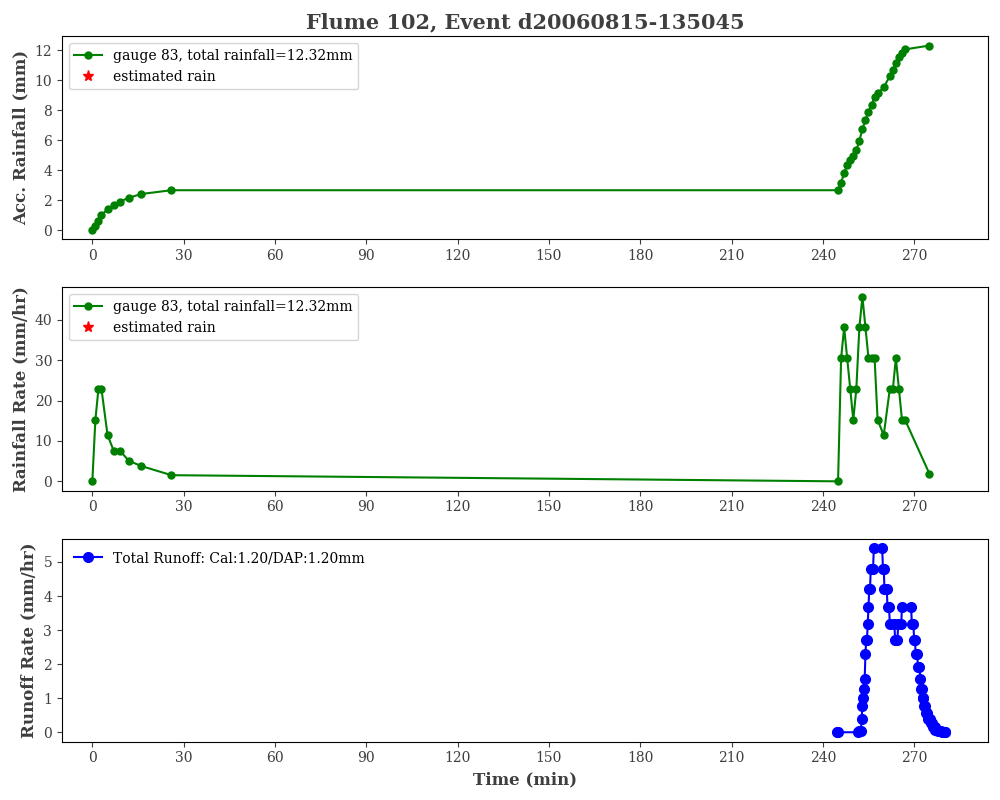 Flume 102, Event d20060815-135045
Acc. Rainfall (mm)
12
10
8
6
4
2
0
gauge 83, total rainfall=12.32mm
estimated rain
0 30 60 90 120 150 180 210 240 270
Rainfall Rate (mm/hr)
40
30
20
10
0
gauge 83, total rainfall=12.32mm
estimated rain
0 30 60 90 120 150 180 210 240 270
Runoff Rate (mm/hr)
5
4
3
2
1
0
Total Runoff: Cal:1.20/DAP:1.20mm
0 30 60 90 120 150 180 210 240 270
Time (min)